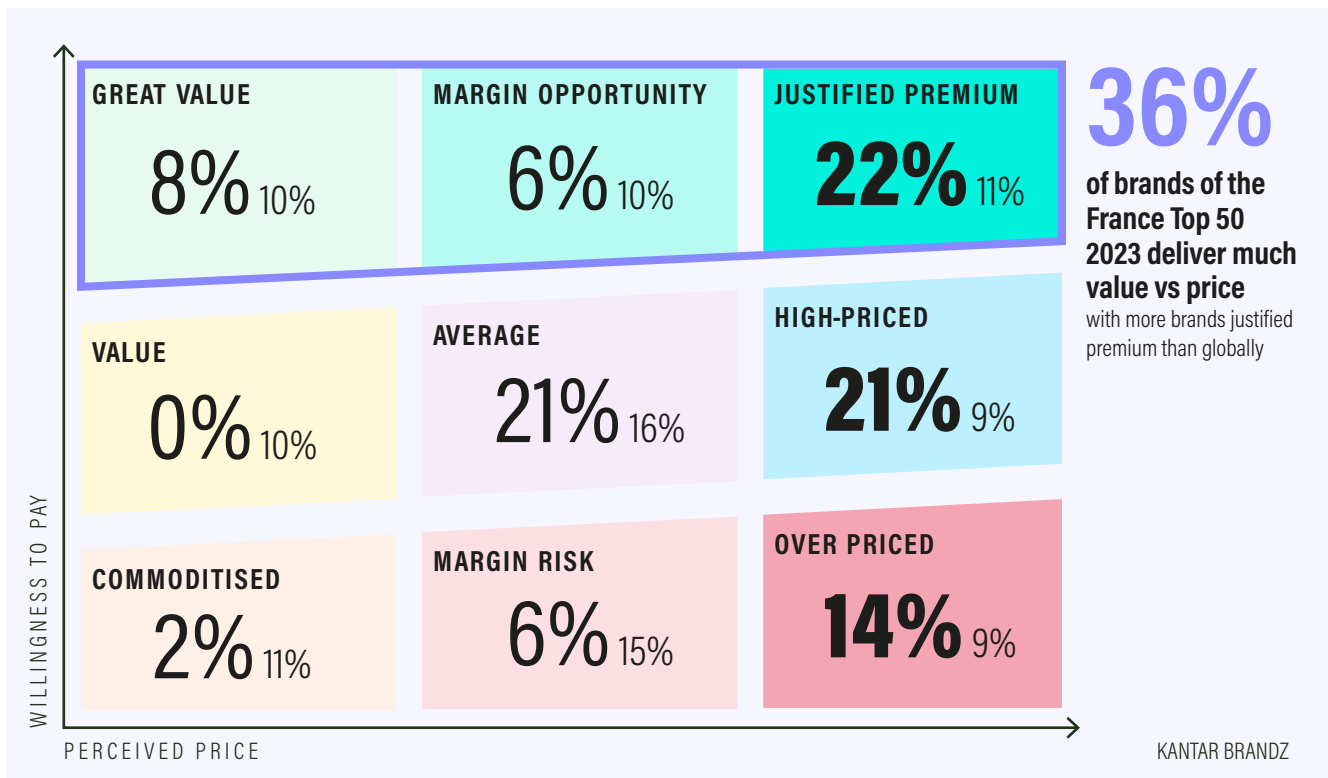 GREAT VALUE
8% 10%
MARGIN OPPORTUNITY
6% 10%
JUSTIFIED PREMIUM
22% 11%
36%
of brands of the
France Top 50
2023 deliver much
value vs price
with more brands justified
premium than globally
VALUE
0% 10%
AVERAGE
21% 16%
HIGH-PRICED
21% 9%
COMMODITISED
2% 11%
MARGIN RISK
6% 15%
OVER PRICED
14% 9%
WILLINGNESS TO PAY
PERCEIVED PRICE
KANTAR BRANDZ